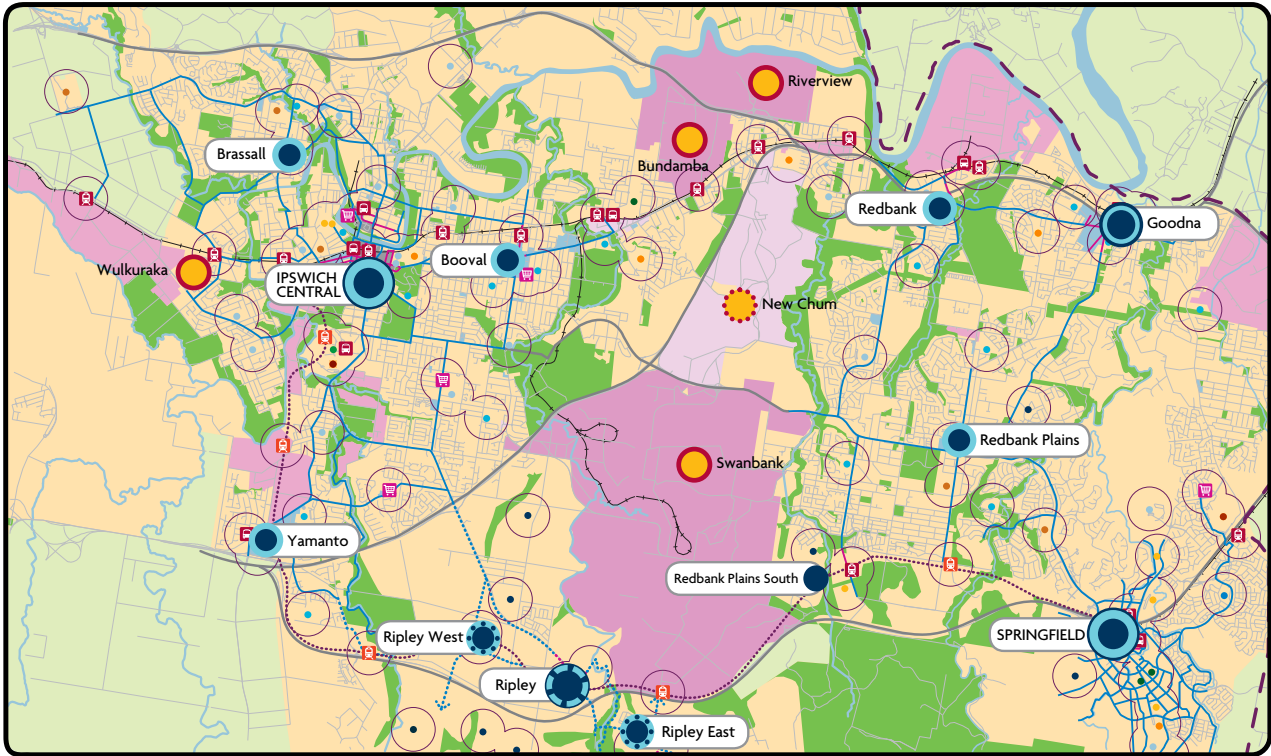 Riverview
Brassall
Bundamba
Redbank
Goodna
Booval
Wulkuraka
IPSWICH
CENTRAL
New Chum
Redbank Plains
Swanbank
Yamanto
Redbank Plains South
Ripley West
SPRINGFIELD
Ripley
Ripley East